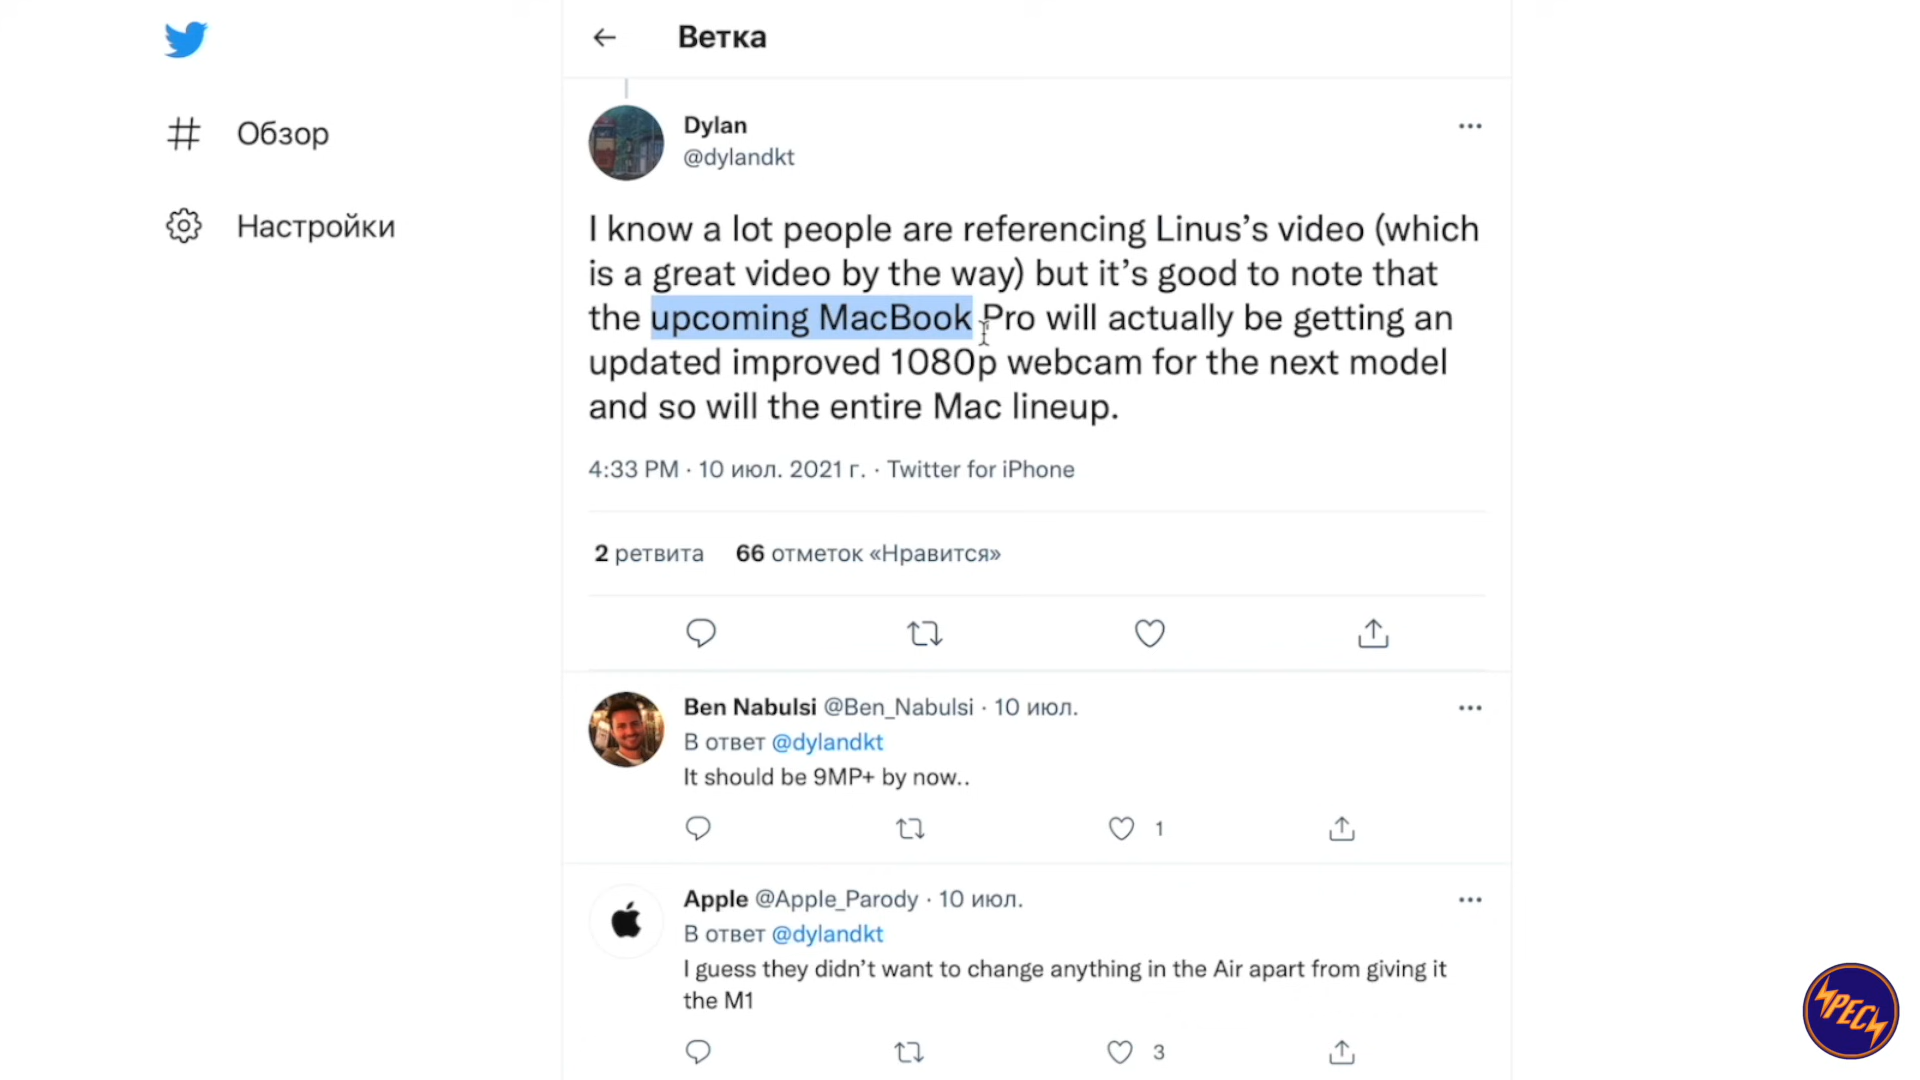 Ветка
Обзор
Настройки
Dylan
@dylandkt
I know a lot people are referencing Linus’s video (which
is a great video by the way) but it’s good to note that
the upcoming MacBook Pro will actually be getting an
updated improved 1080p webcam for the next model
and so will the entire Mac lineup.
4:33 PM · 10 июл. 2021 г. · Twitter for iPhone
2 ретвита 66 отметок «Нравится»
Ben Nabulsi @Ben_Nabulsi · 10 июл.
В ответ @dylandkt
It should be 9MP+ by now..
1
Apple @Apple_Parody · 10 июл.
В ответ @dylandkt
I guess they didn’t want to change anything in the Air apart from giving it
the M1
3